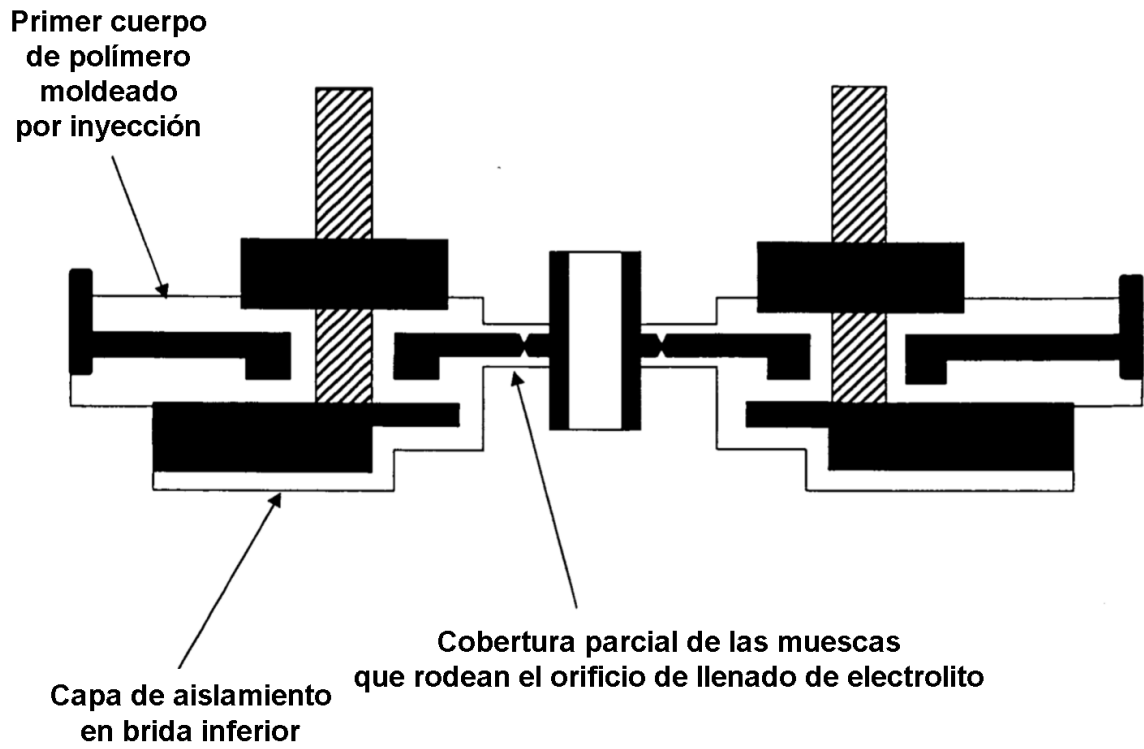 Primer cuerpo
de polímero
moldeado
por inyección
Cobertura parcial de las muescas
que rodean el orificio de llenado de electrolito
Capa de aislamiento
en brida inferior